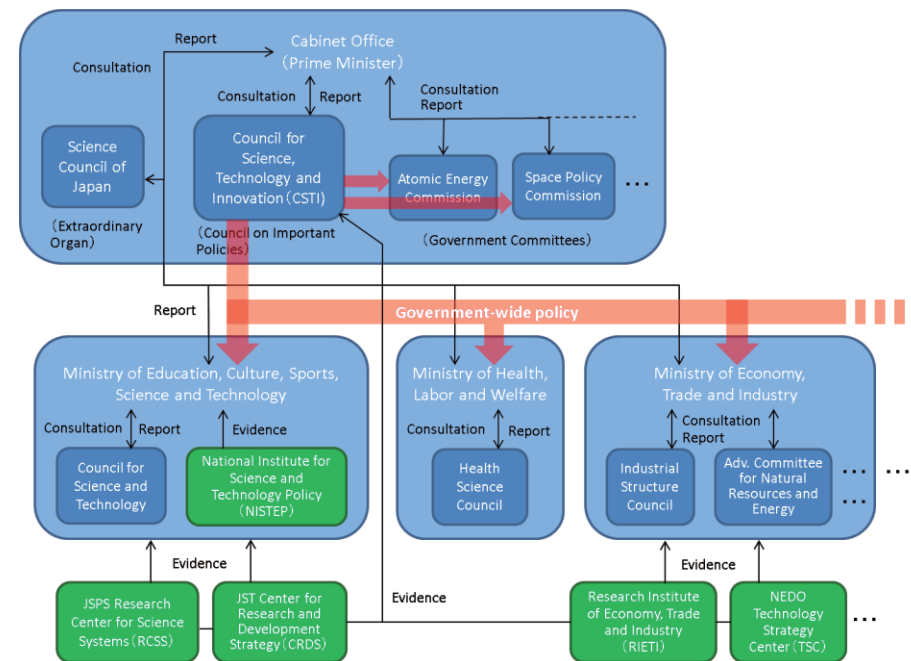 Report
Consultation
Cabinet Office
(Prime Minister)
Consultation
Report
Consultation
Report
Science
Council of
Japan
Council for
Science,
Technology and
Innovation(CSTI)
Atomic Energy
Commission
Space Policy
Commission
...
(Extraordinary
Organ)
(Council on Important
Policies)
(Government Committees)
Report
Government-wide policy
Ministry of Education, Culture, Sports,
Science and Technology
Consultation
Report
Evidence
Council for
Science and
Technology
National Institute for
Science and
Technology Policy
(NISTEP)
Ministry of Health,
Labor and Welfare
Consultation
Report
Health
Science
Council
Ministry of Economy,
Trade and Industry
Consultation
Report
Industrial
Structure
Council
Adv. Committee
for Natural
Resources and
Energy
...
...
...
Evidence
Evidence
Evidence
JSPS Research
Center for Science
Systems(RCSS)
JST Center for
Research and
Development
Strategy(CRDS)
Research Institute
of Economy, Trade
and Industry
(RIETI)
NEDO
Technology
Strategy
Center(TSC)
...